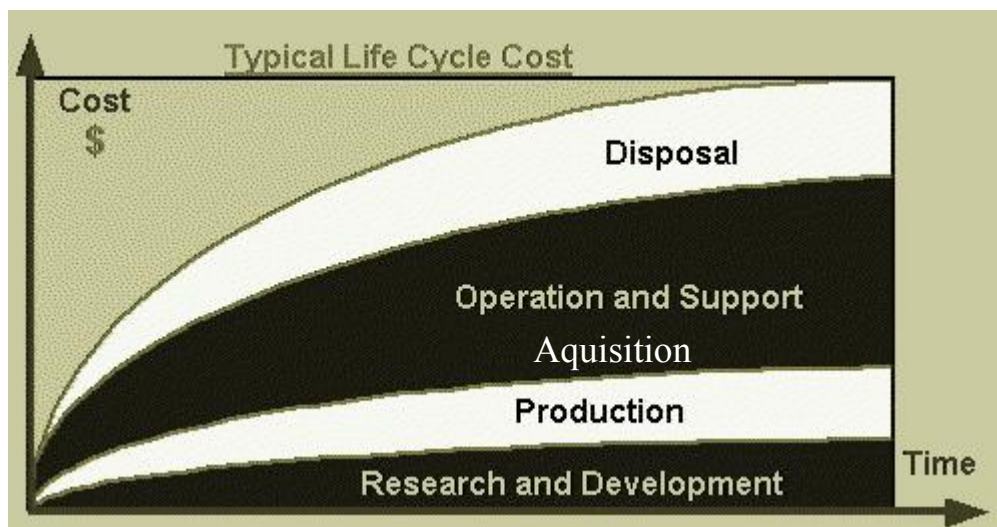 Typical Life Cycle Cost
Cost
$
Disposal
Operation and Support
Aquisition
Production
Time
Research and Development